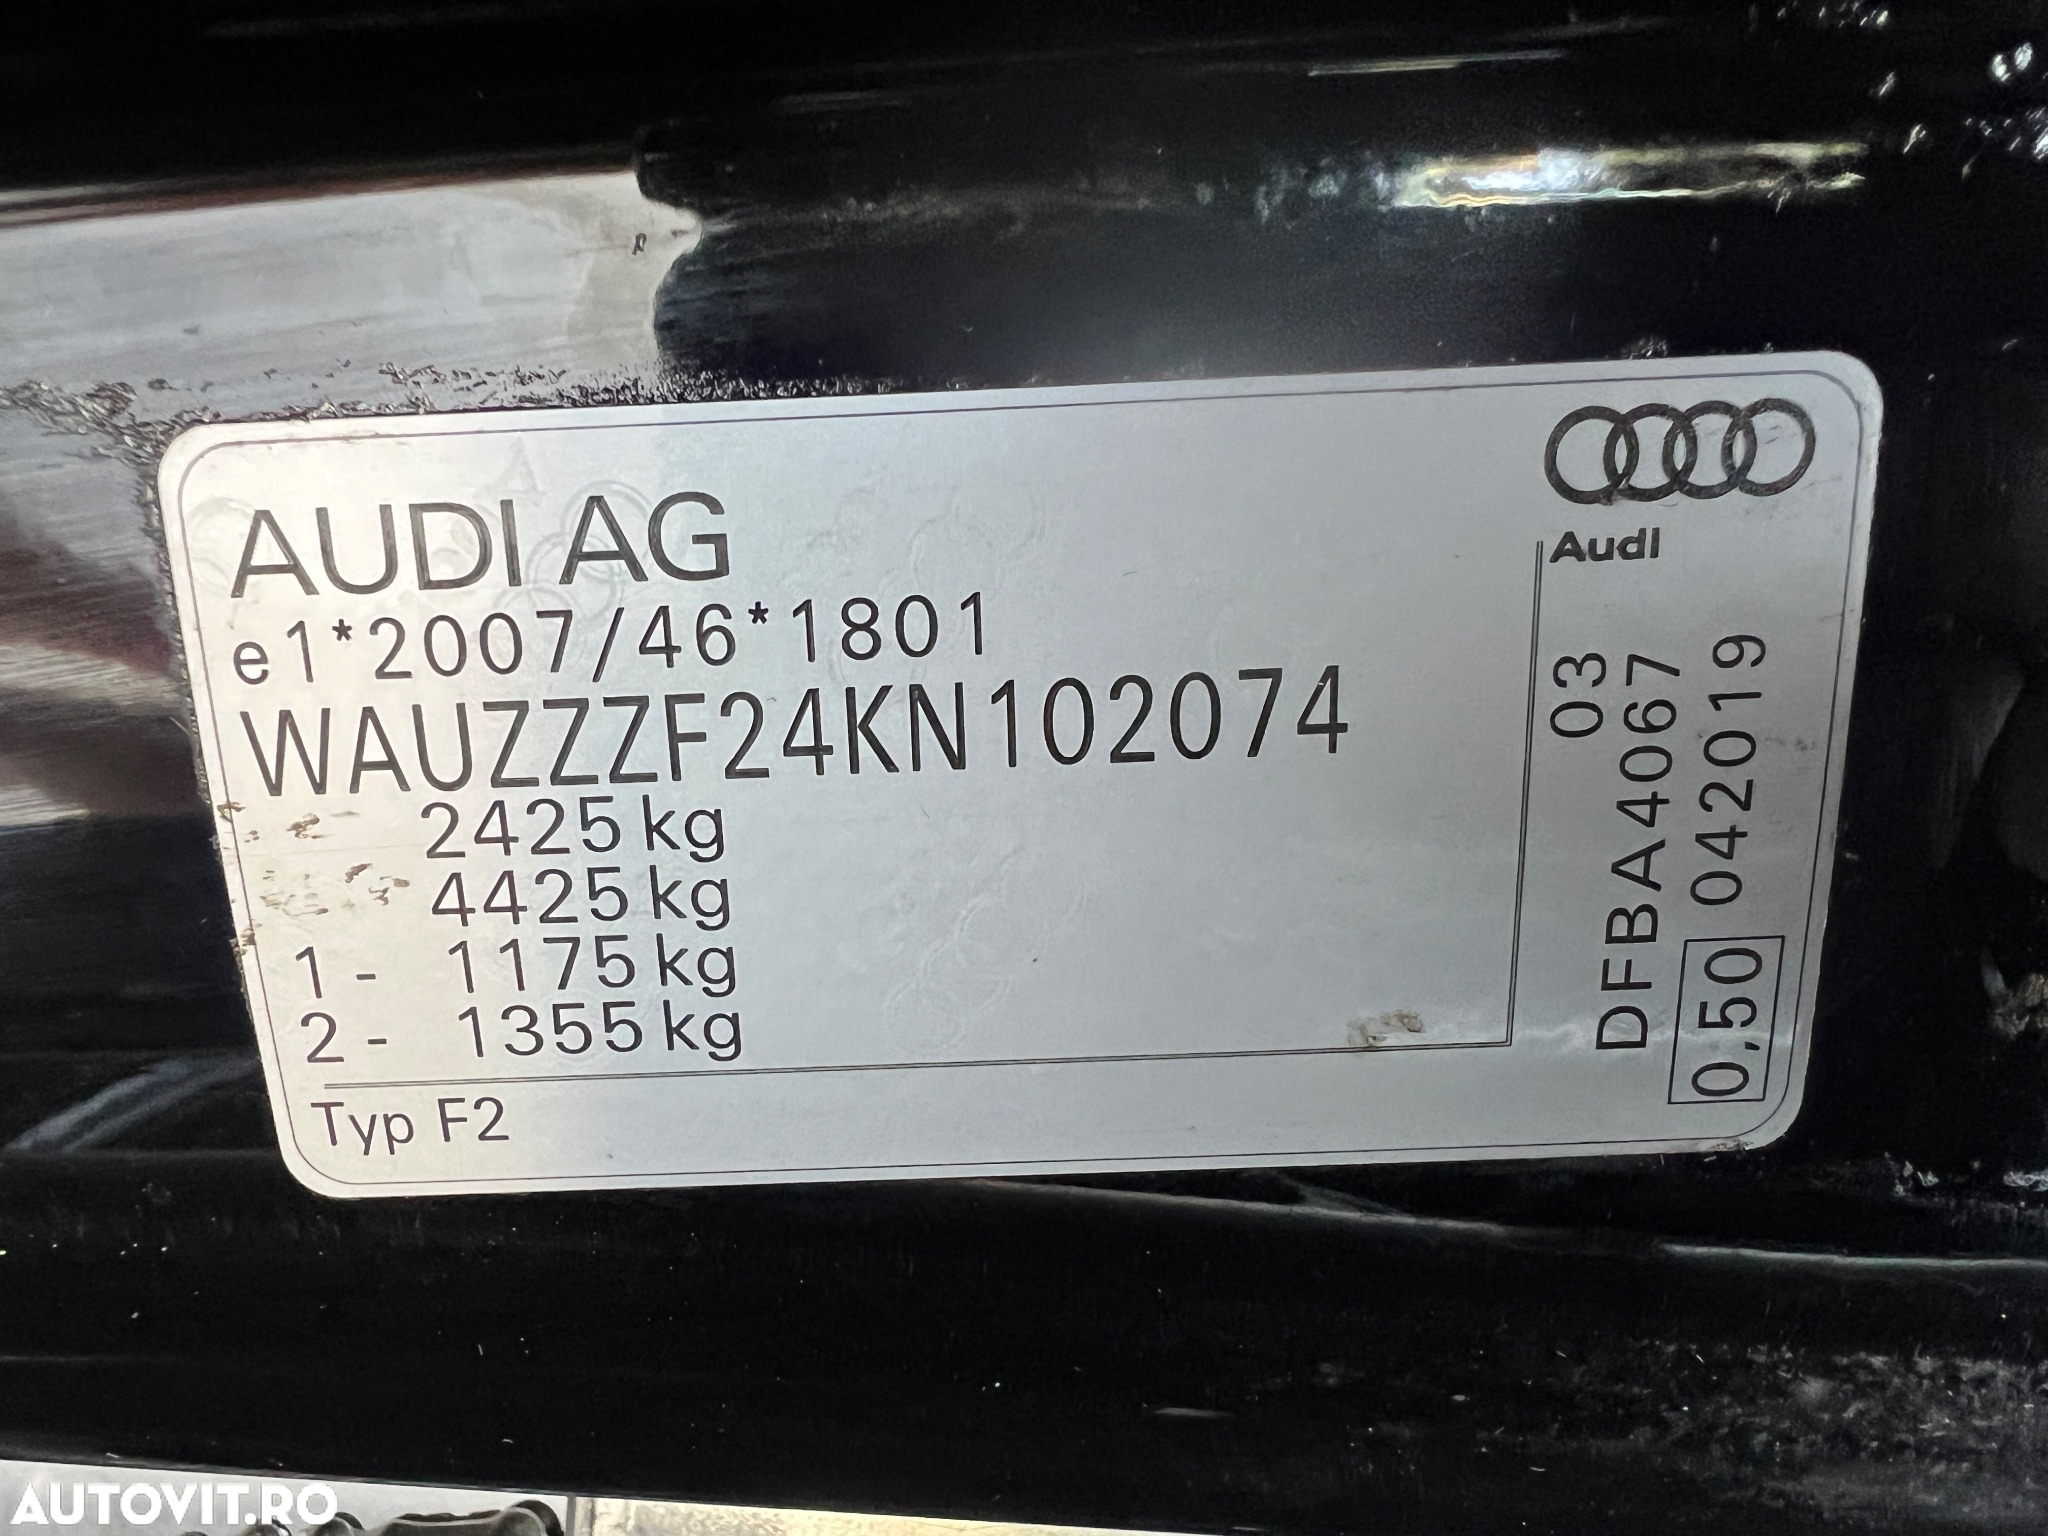 AUDI AG
e1*2007/46*1801
WAUZZZF24KN102074
2425 kg
4425 kg
1 - 1175 kg
2 - 1355 kg
Typ F2
Audi
03
DFBA4067
0,50 042019
AUTOVIT.RO